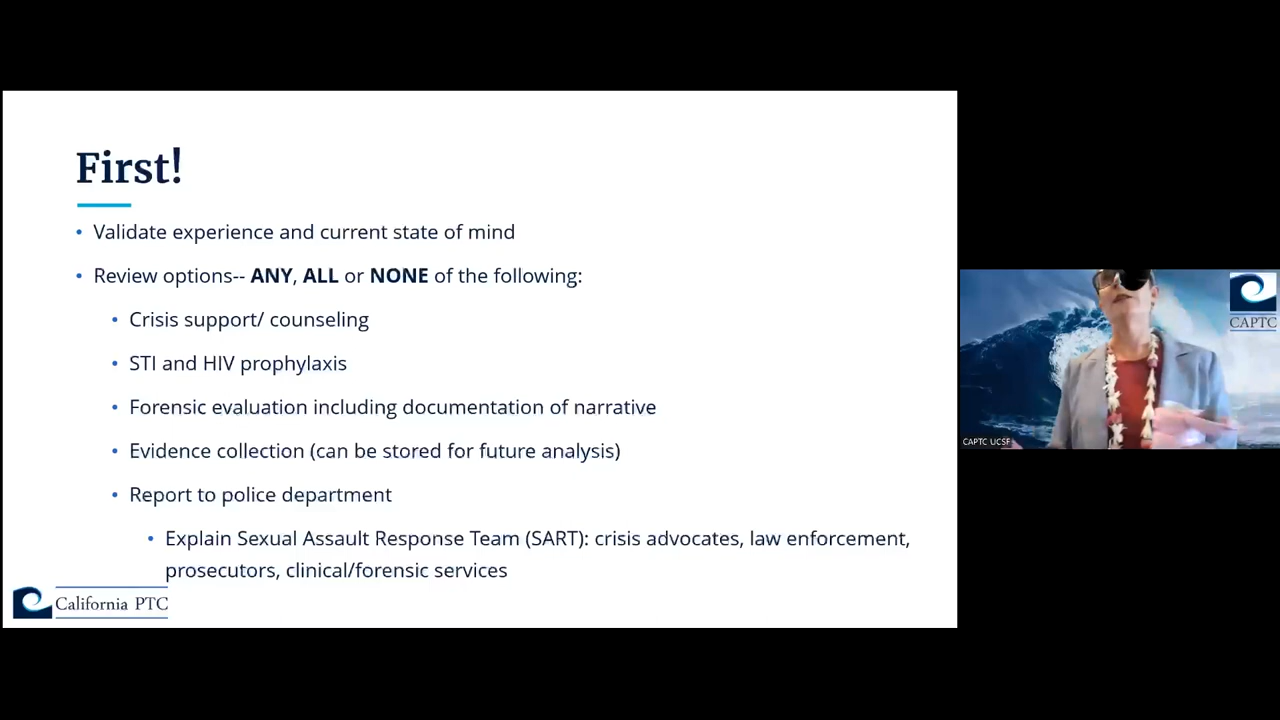 First!
• Validate experience and current state of mind
• Review options-- ANY, ALL or NONE of the following:
• Crisis support/ counseling
• STI and HIV prophylaxis
• Forensic evaluation including documentation of narrative
• Evidence collection (can be stored for future analysis)
• Report to police department
• Explain Sexual Assault Response Team (SART): crisis advocates, law enforcement,
prosecutors, clinical/forensic services
California PTC
CAPTC
CAPTC UCSF